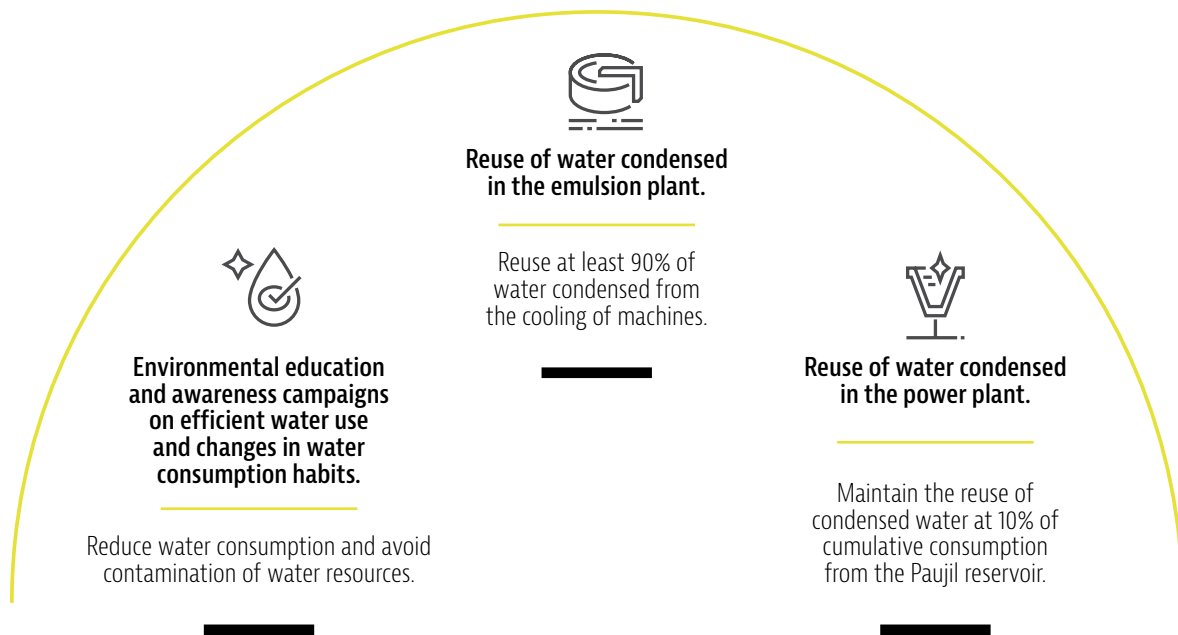 Reuse of water condensed
in the emulsion plant.
Reuse at least 90% of
water condensed from
the cooling of machines.
Environmental education
and awareness campaigns
on efficient water use
and changes in water
consumption habits.
Reduce water consumption and avoid
contamination of water resources.
Reuse of water condensed
in the power plant.
Maintain the reuse of
condensed water at 10% of
cumulative consumption
from the Paujil reservoir.